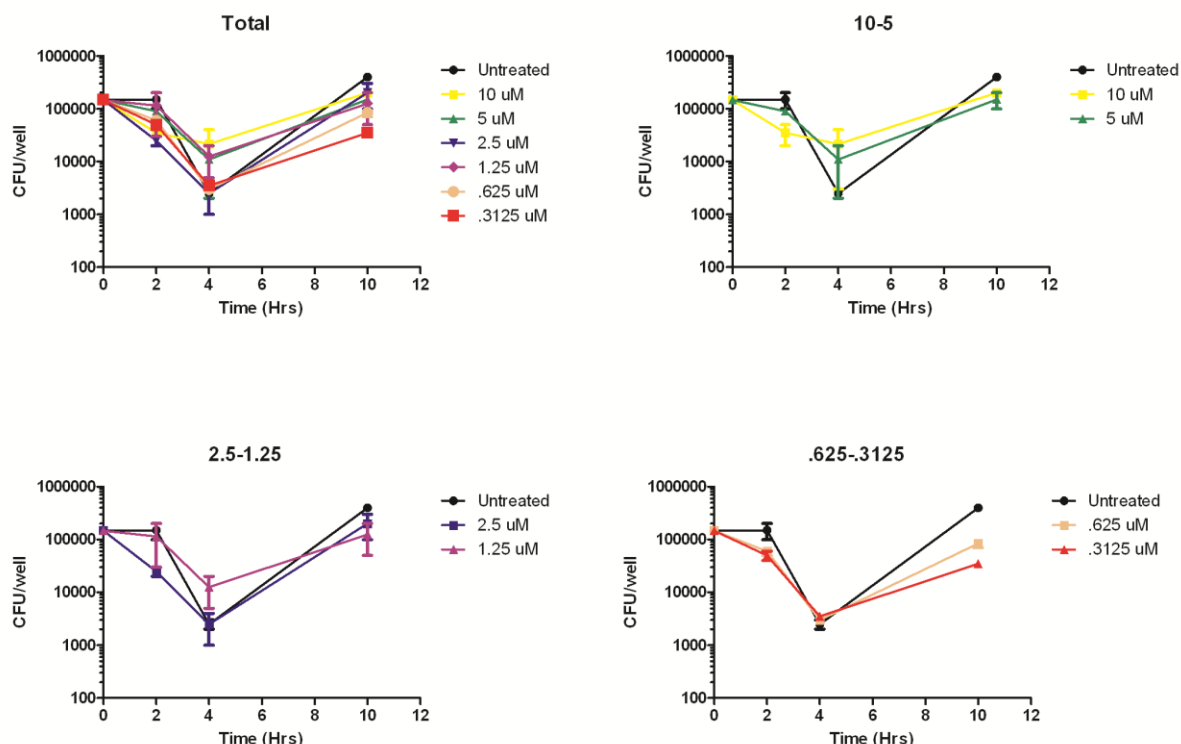 Total
1000000
100000
10000
1000
100
0 2 4 6 8 10 12
CFU/well
Time (Hrs)
Untreated
10 uM
5 uM
2.5 uM
1.25 uM
.625 uM
.3125 uM
10-5
1000000
100000
10000
1000
100
0 2 4 6 8 10 12
CFU/well
Time (Hrs)
Untreated
10 uM
5 uM
2.5-1.25
1000000
100000
10000
1000
100
0 2 4 6 8 10 12
CFU/well
Time (Hrs)
Untreated
2.5 uM
1.25 uM
.625-.3125
1000000
100000
10000
1000
100
0 2 4 6 8 10 12
CFU/well
Time (Hrs)
Untreated
.625 uM
.3125 uM